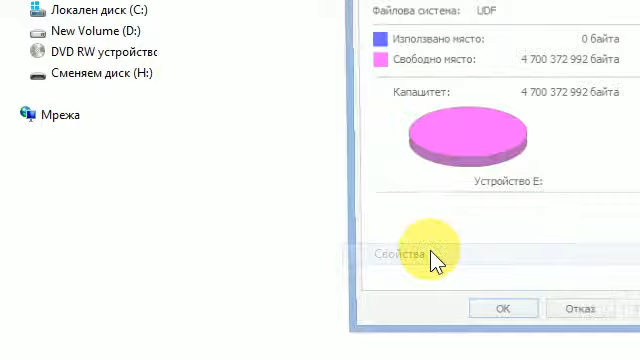 Локален диск (C:)
New Volume (D:)
DVD RW устройство
Сменяем диск (H:)
Мрежа
Файлова система: UDF
Използвано място: 0 байта
Свободно място: 4 700 372 992 байта
Капацитет: 4 700 372 992 байта
Устройство E:
Свойства
OK
Отказ